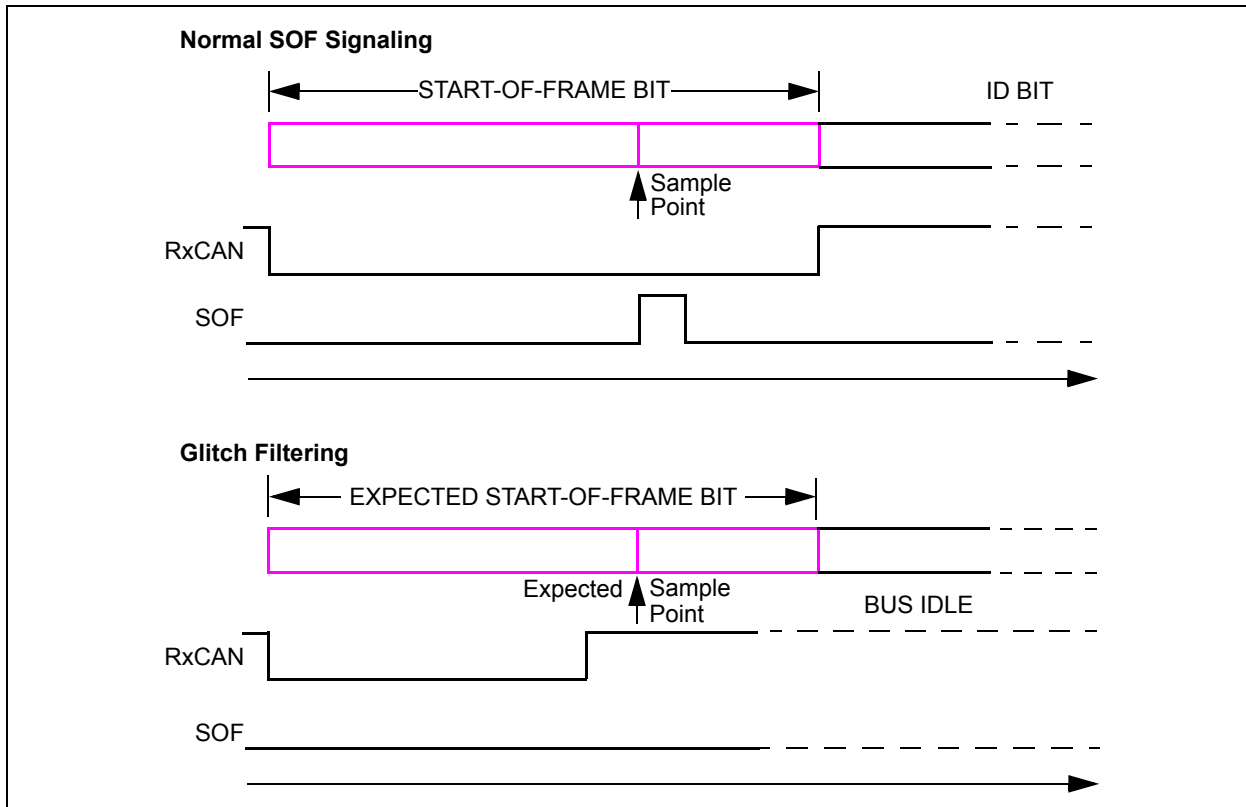 Normal SOF Signaling
START-OF-FRAME BIT
ID BIT
Sample
Point
RxCAN
SOF
Glitch Filtering
EXPECTED START-OF-FRAME BIT
Expected Sample
Point
BUS IDLE
RxCAN
SOF